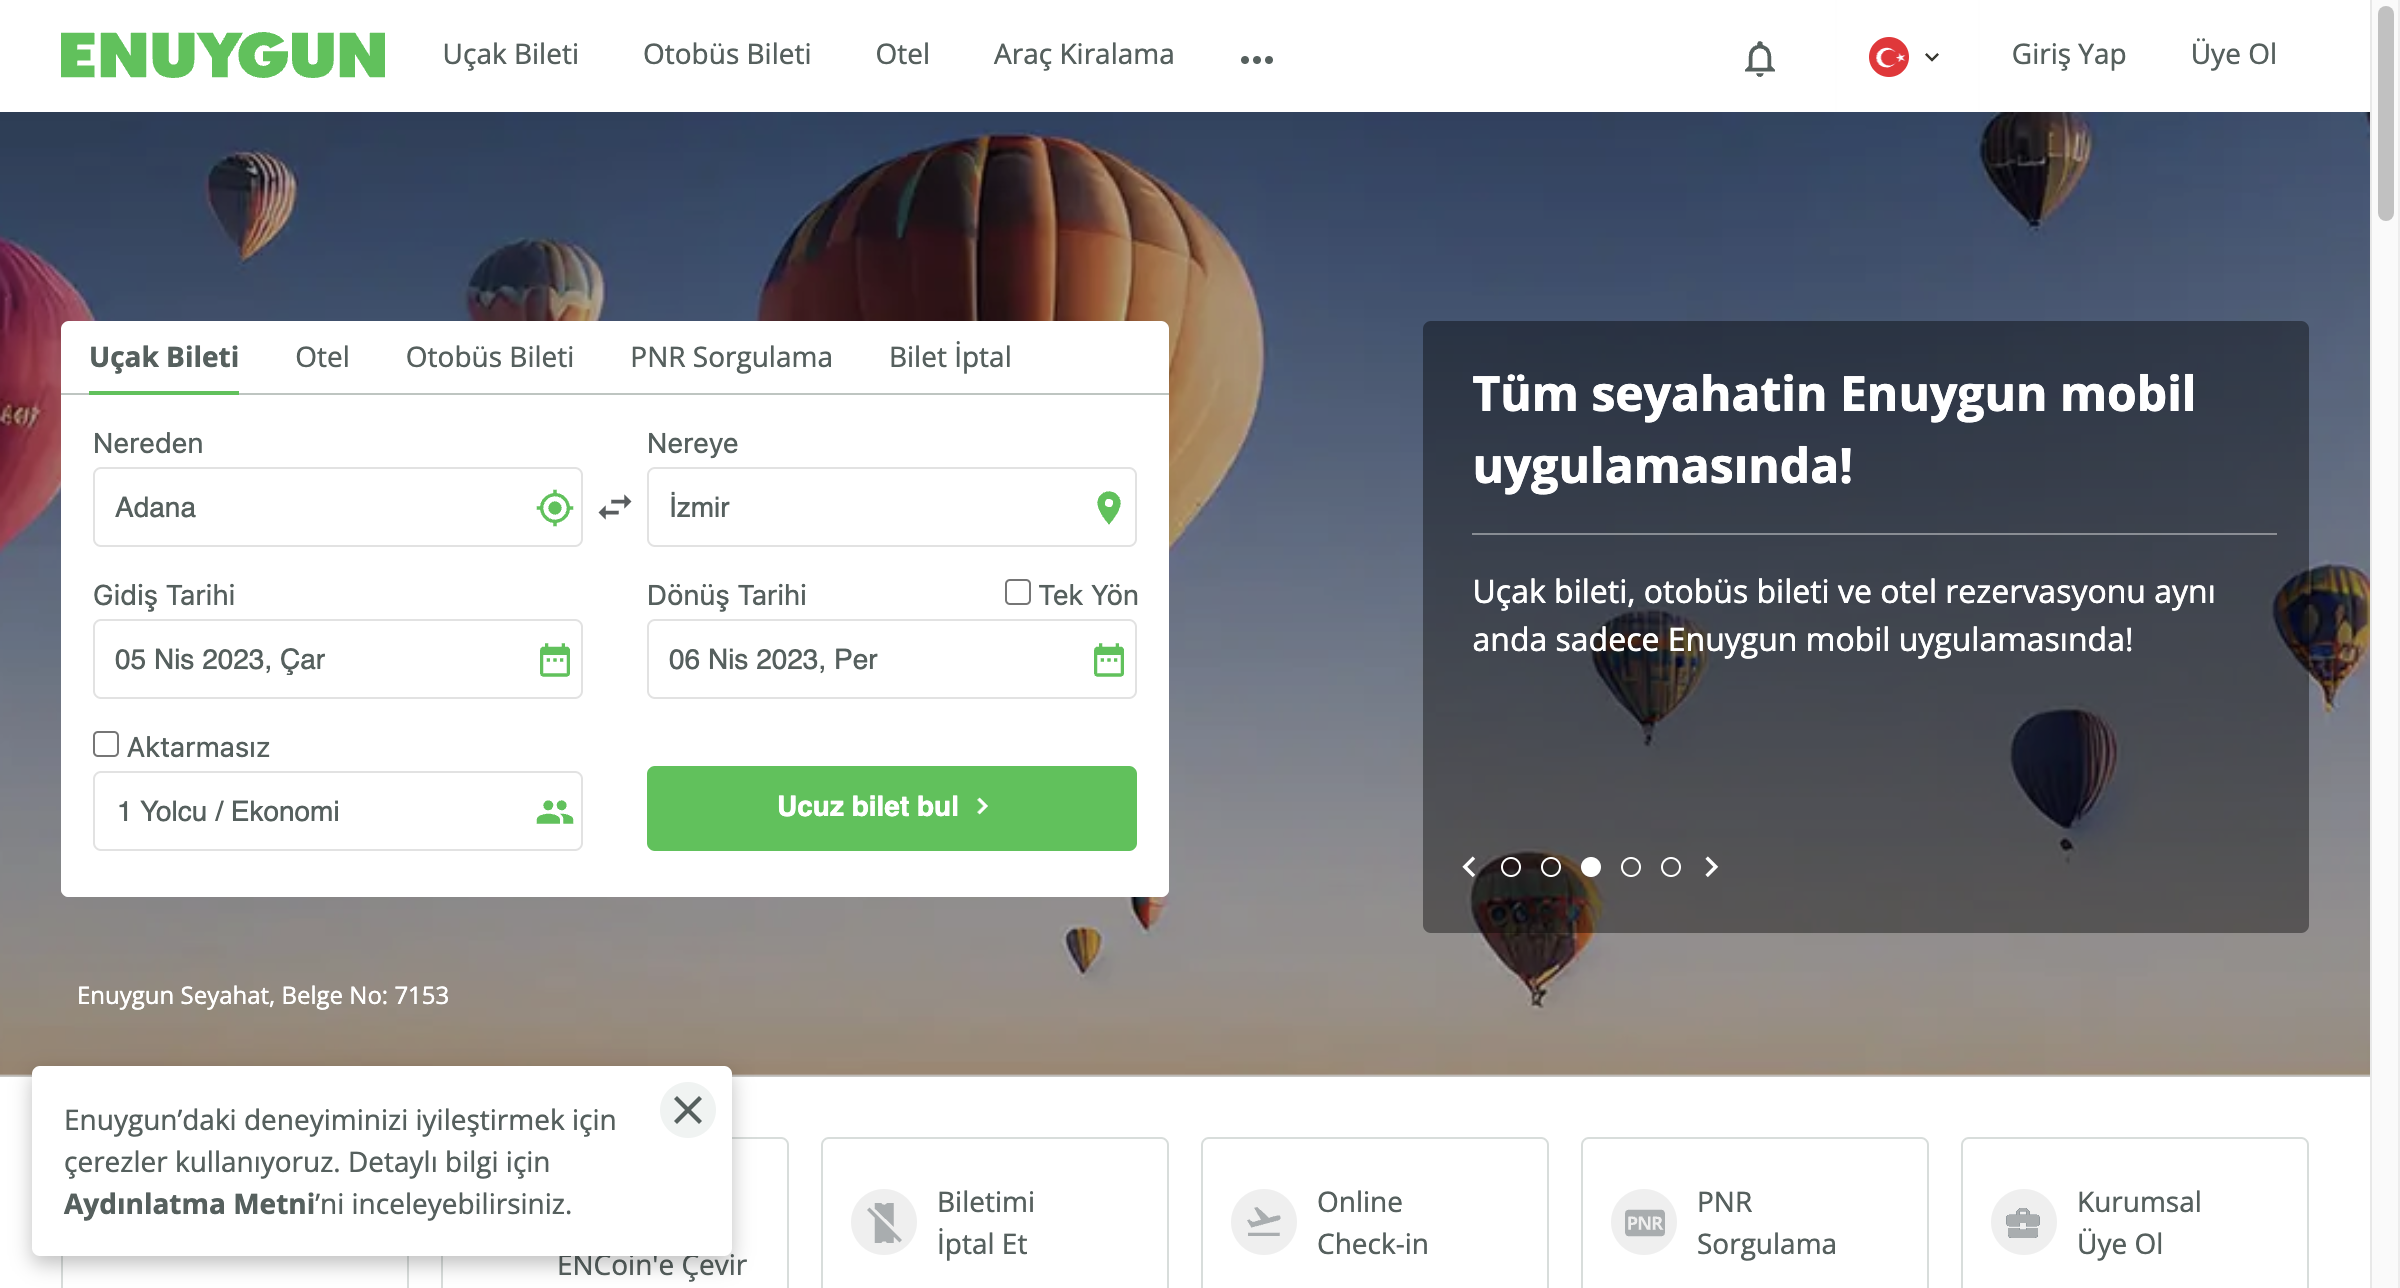 ENUYGUN
Uçak Bileti
Otobüs Bileti
Otel
Araç Kiralama
Giriş Yap
Üye Ol
Uçak Bileti
Otel
Otobüs Bileti
PNR Sorgulama
Bilet İptal
Nereden
Nereye
Adana
İzmir
Gidiş Tarihi
Dönüş Tarihi
Tek Yön
05 Nis 2023, Çar
06 Nis 2023, Per
Aktarmasız
1 Yolcu / Ekonomi
Ucuz bilet bul
Tüm seyahatin Enuygun mobil
uygulamasında!
Uçak bileti, otobüs bileti ve otel rezervasyonu aynı
anda sadece Enuygun mobil uygulamasında!
Enuygun Seyahat, Belge No: 7153
Enuygun’daki deneyiminizi iyileştirmek için
çerezler kullanıyoruz. Detaylı bilgi için
Aydınlatma Metni’ni inceleyebilirsiniz.
ENCoin'e Çevir
Biletimi
İptal Et
Online
Check-in
PNR
PNR
Sorgulama
Kurumsal
Üye Ol